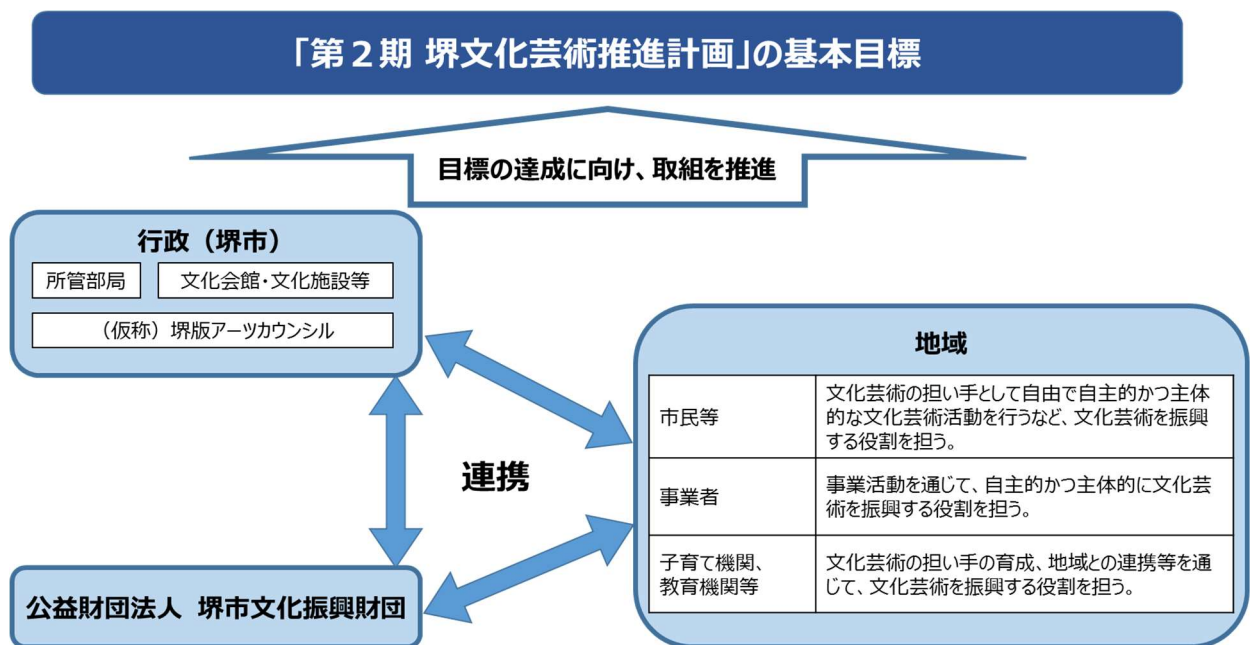 「第２期 堺文化芸術推進計画」の基本目標
目標の達成に向け、取組を推進
行政（堺市）
所管部局
文化会館・文化施設等
（仮称）堺版アーツカウンシル
連携
公益財団法人 堺市文化振興財団
地域
市民等
文化芸術の担い手として自由で自主的かつ主体
的な文化芸術活動を行うなど、文化芸術を振興
する役割を担う。
事業者
事業活動を通じて、自主的かつ主体的に文化芸
術を振興する役割を担う。
子育て機関、
教育機関等
文化芸術の担い手の育成、地域との連携等を通
じて、文化芸術を振興する役割を担う。